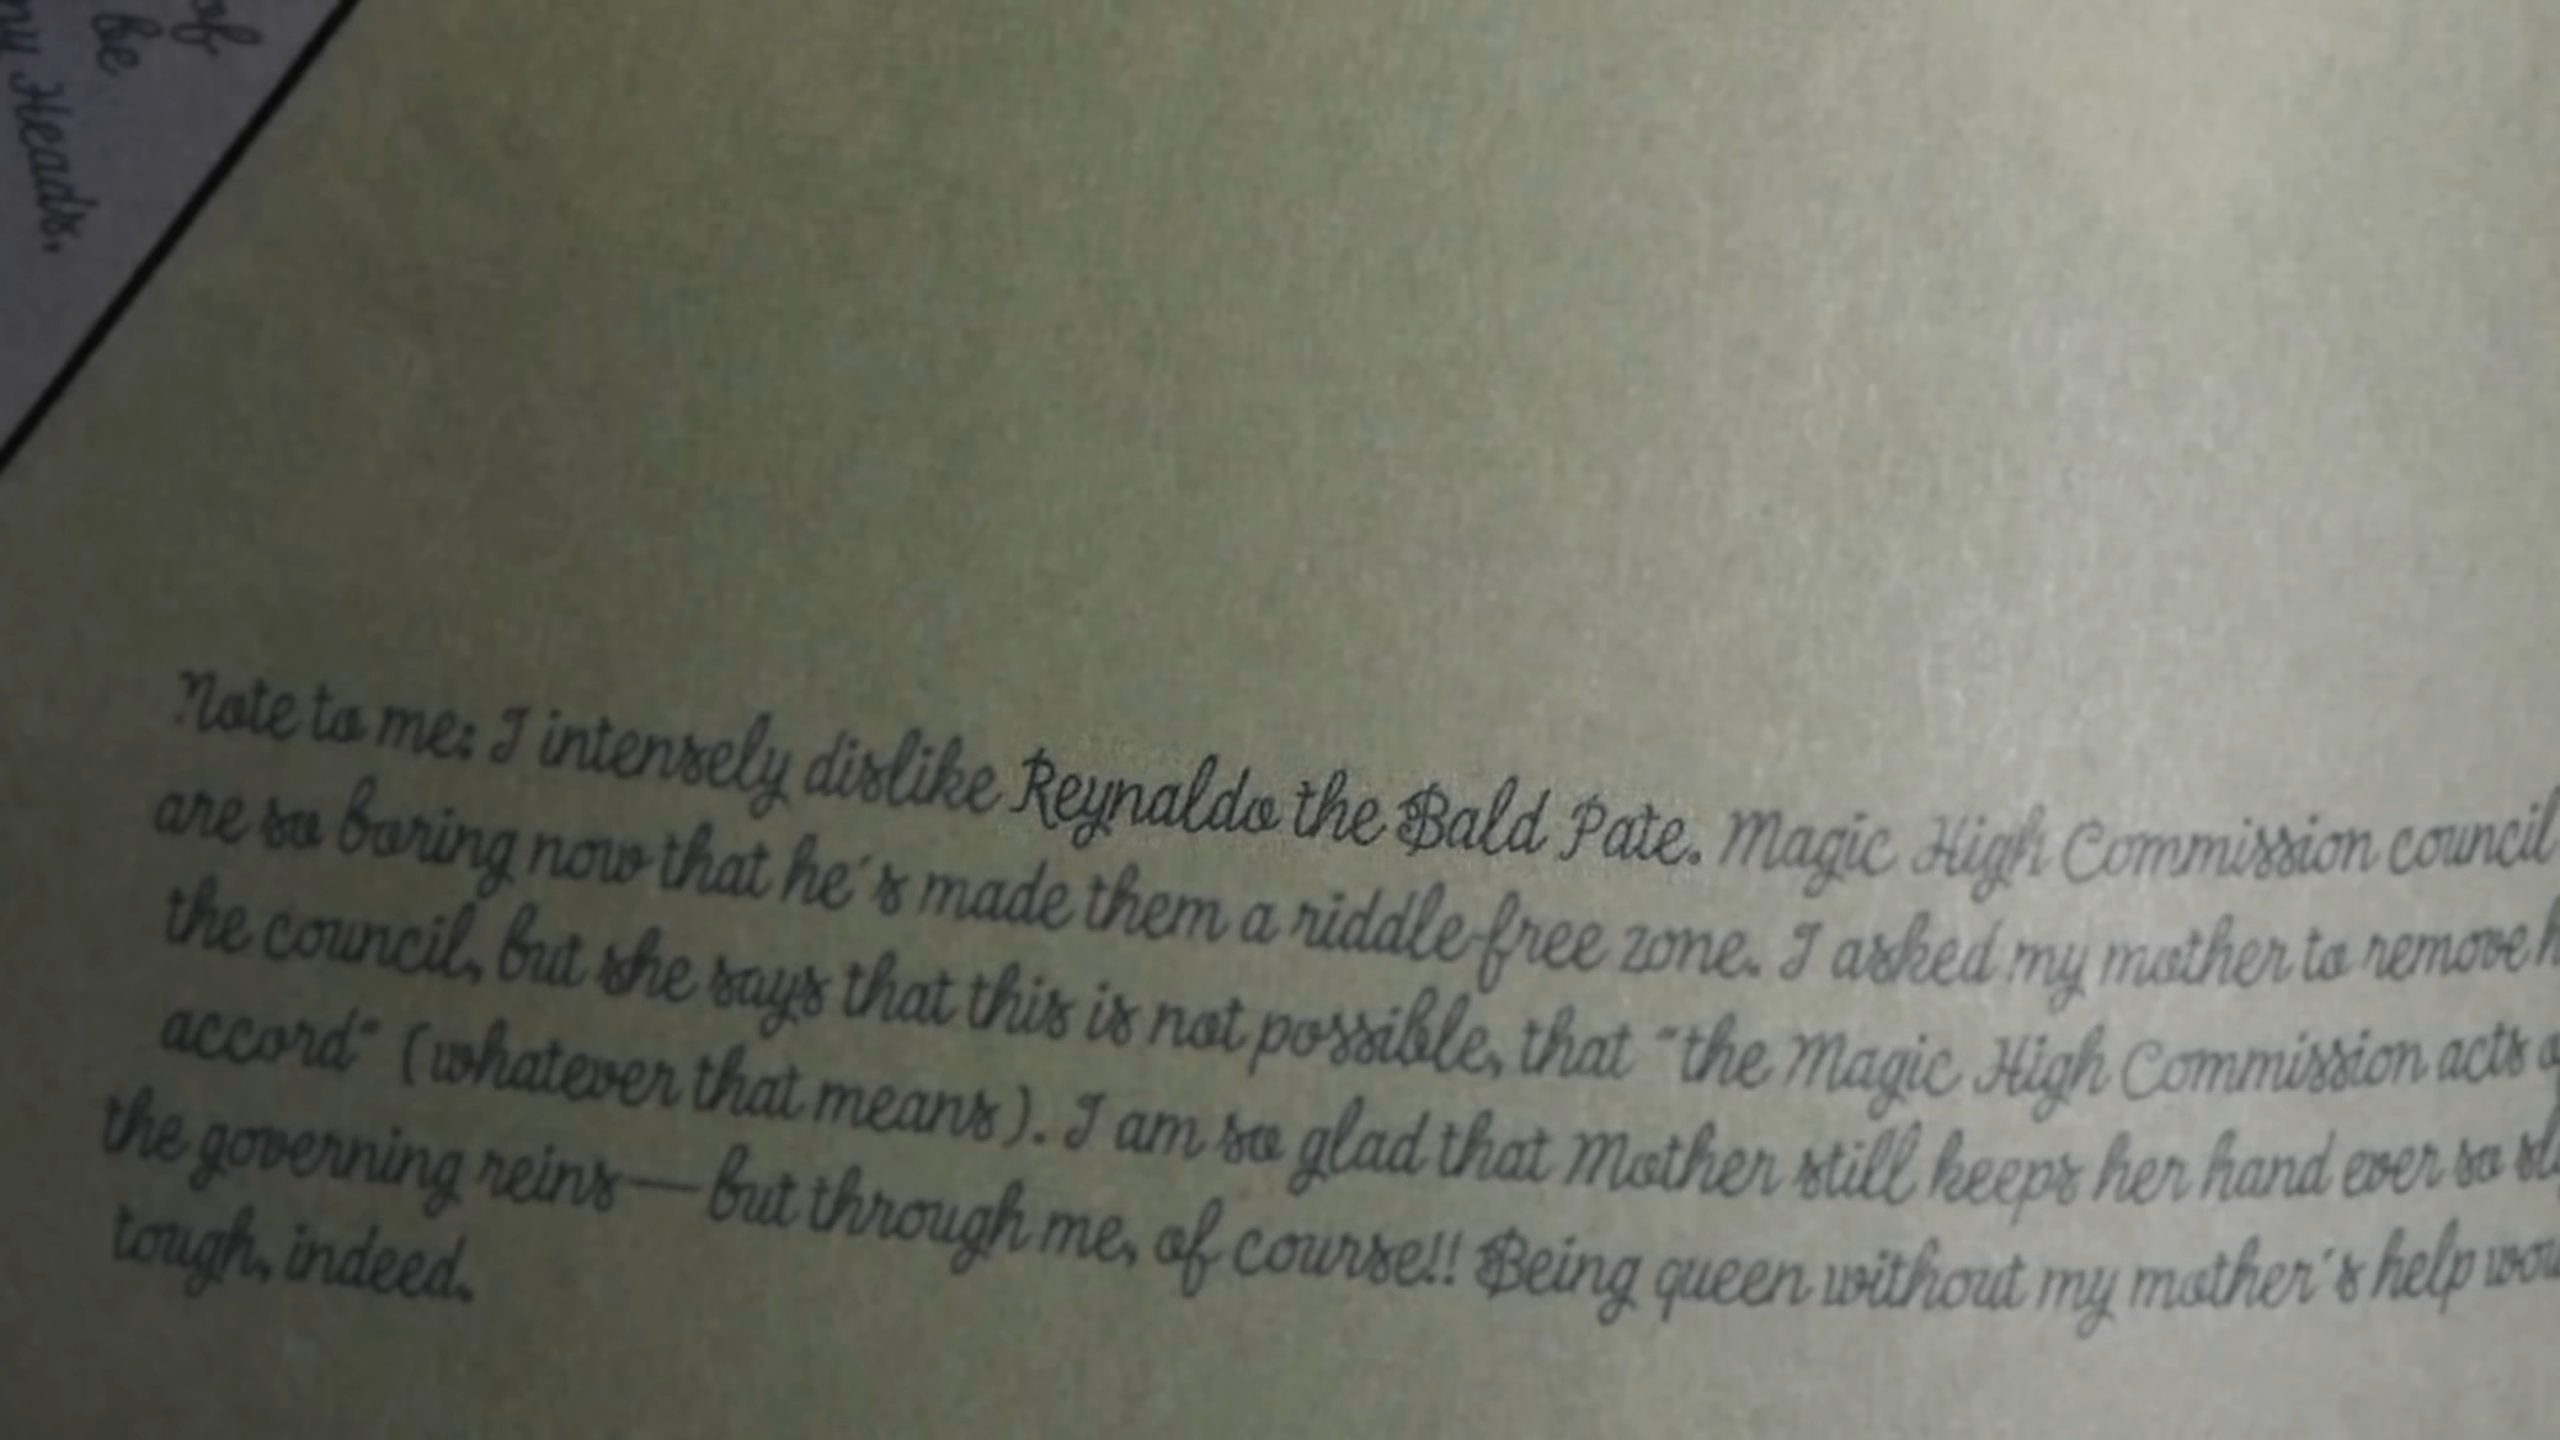 of
be
Heads.
Note to me: I intensely dislike Reynaldo the Bald Pate. Magic High Commission council
are so boring now that he's made them a riddle-free zone. I asked my mother to remove
the council, but she says that this is not possible, that "the Magic High Commission acts
accord" (whatever that means). I am so glad that Mother still keeps her hand ever so
the governing reins—but through me, of course!! Being queen without my mother's help
tough, indeed.